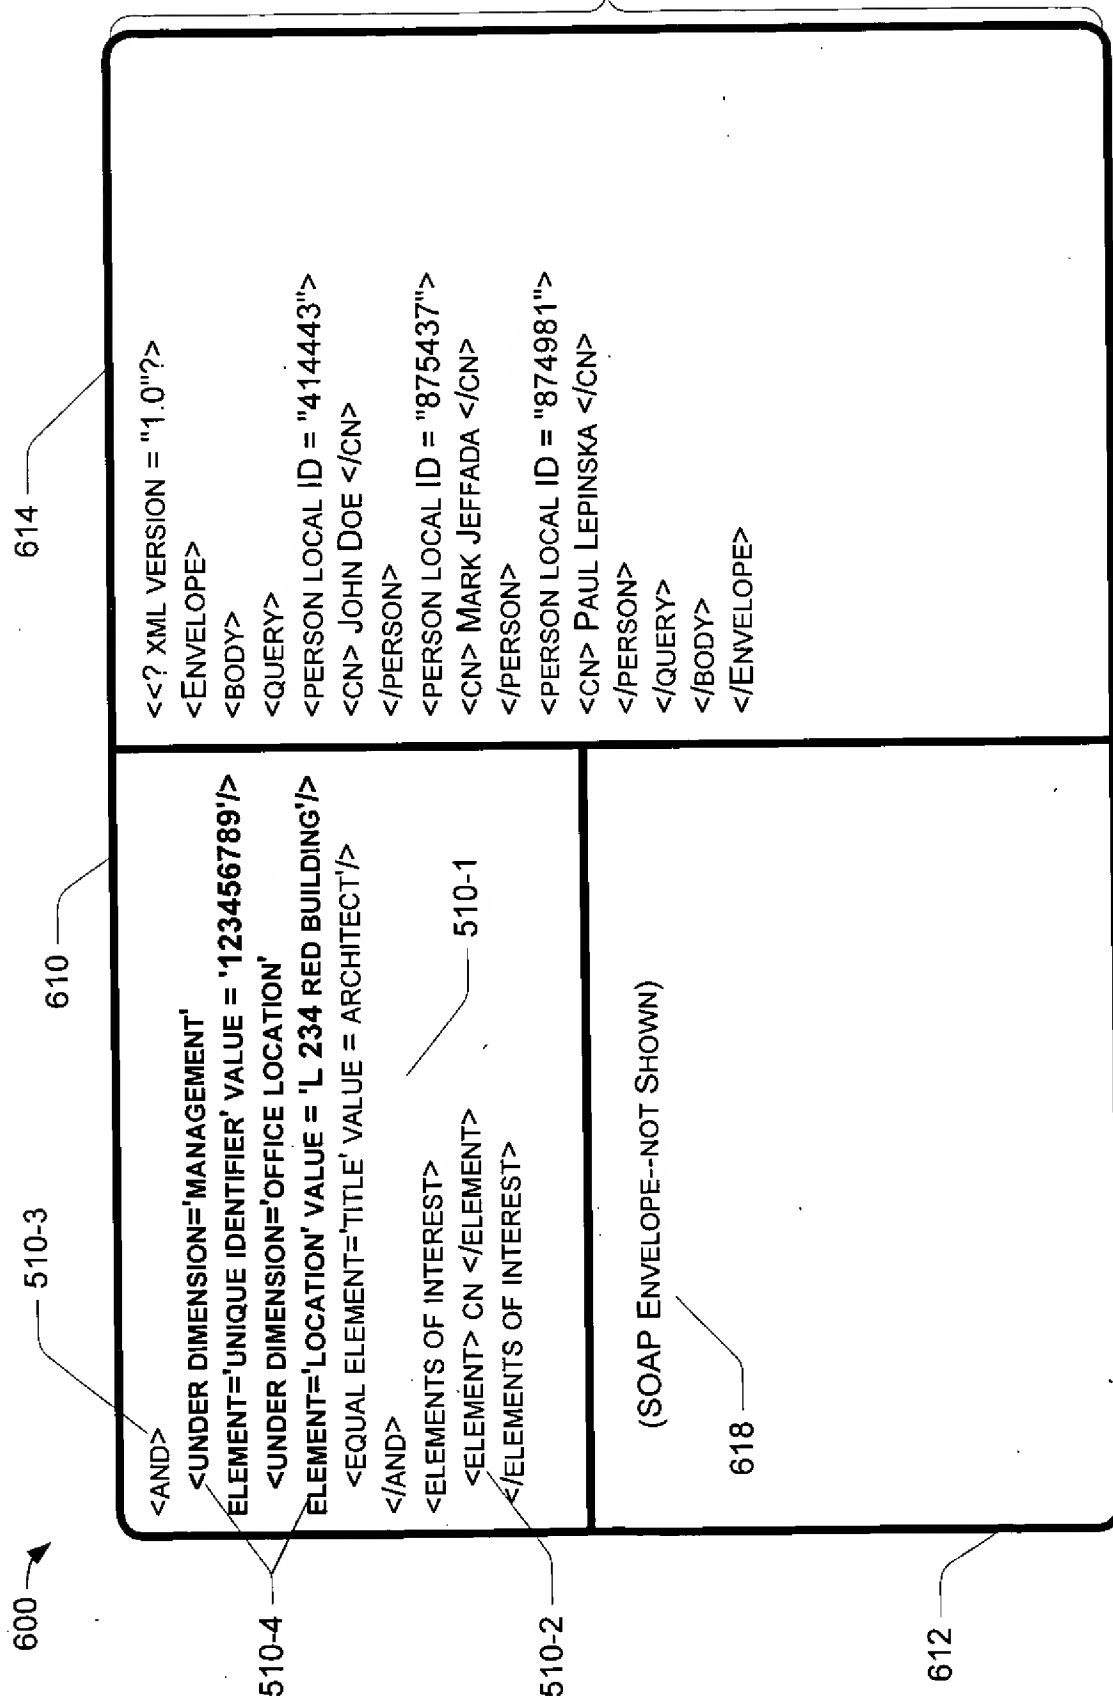 600
610
614
510-3
<AND>
<UNDER DIMENSION='MANAGEMENT'
ELEMENT='UNIQUE IDENTIFIER' VALUE = '123456789'/>
<UNDER DIMENSION='OFFICE LOCATION'
ELEMENT='LOCATION' VALUE = 'L 234 RED BUILDING'/>
<EQUAL ELEMENT='TITLE' VALUE = ARCHITECT'/>
</AND>
<ELEMENTS OF INTEREST>
<ELEMENT> CN </ELEMENT>
</ELEMENTS OF INTEREST>
510-4
510-1
510-2
(SOAP ENVELOPE--NOT SHOWN)
618
612
<<? XML VERSION = "1.0"?>
<ENVELOPE>
<BODY>
<QUERY>
<PERSON LOCAL ID = "414443">
<CN> JOHN DOE </CN>
</PERSON>
<PERSON LOCAL ID = "875437">
<CN> MARK JEFFADA </CN>
</PERSON>
<PERSON LOCAL ID = "874981">
<CN> PAUL LEPINSKA </CN>
</PERSON>
</QUERY>
</BODY>
</ENVELOPE>